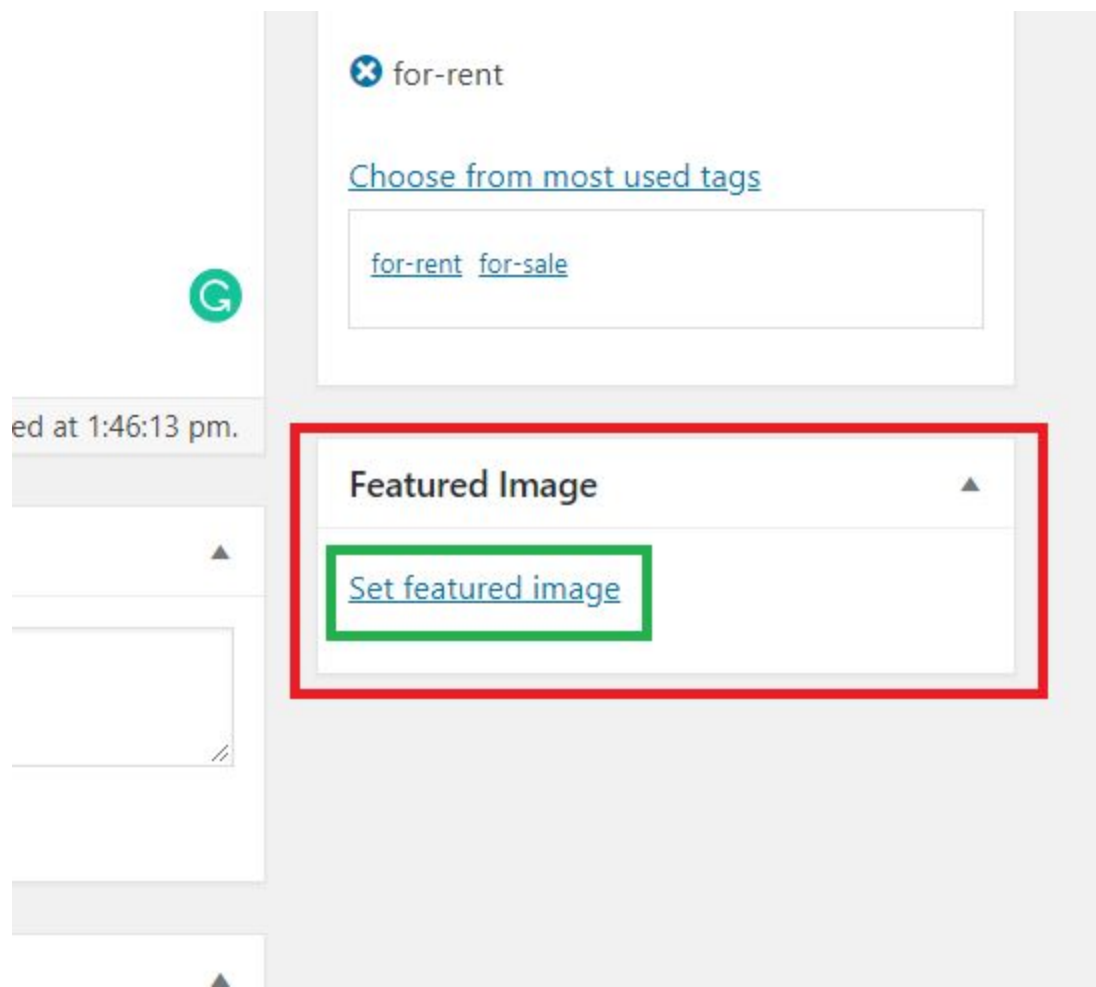 for-rent
Choose from most used tags
for-rent for-sale
ed at 1:46:13 pm.
Featured Image
Set featured image